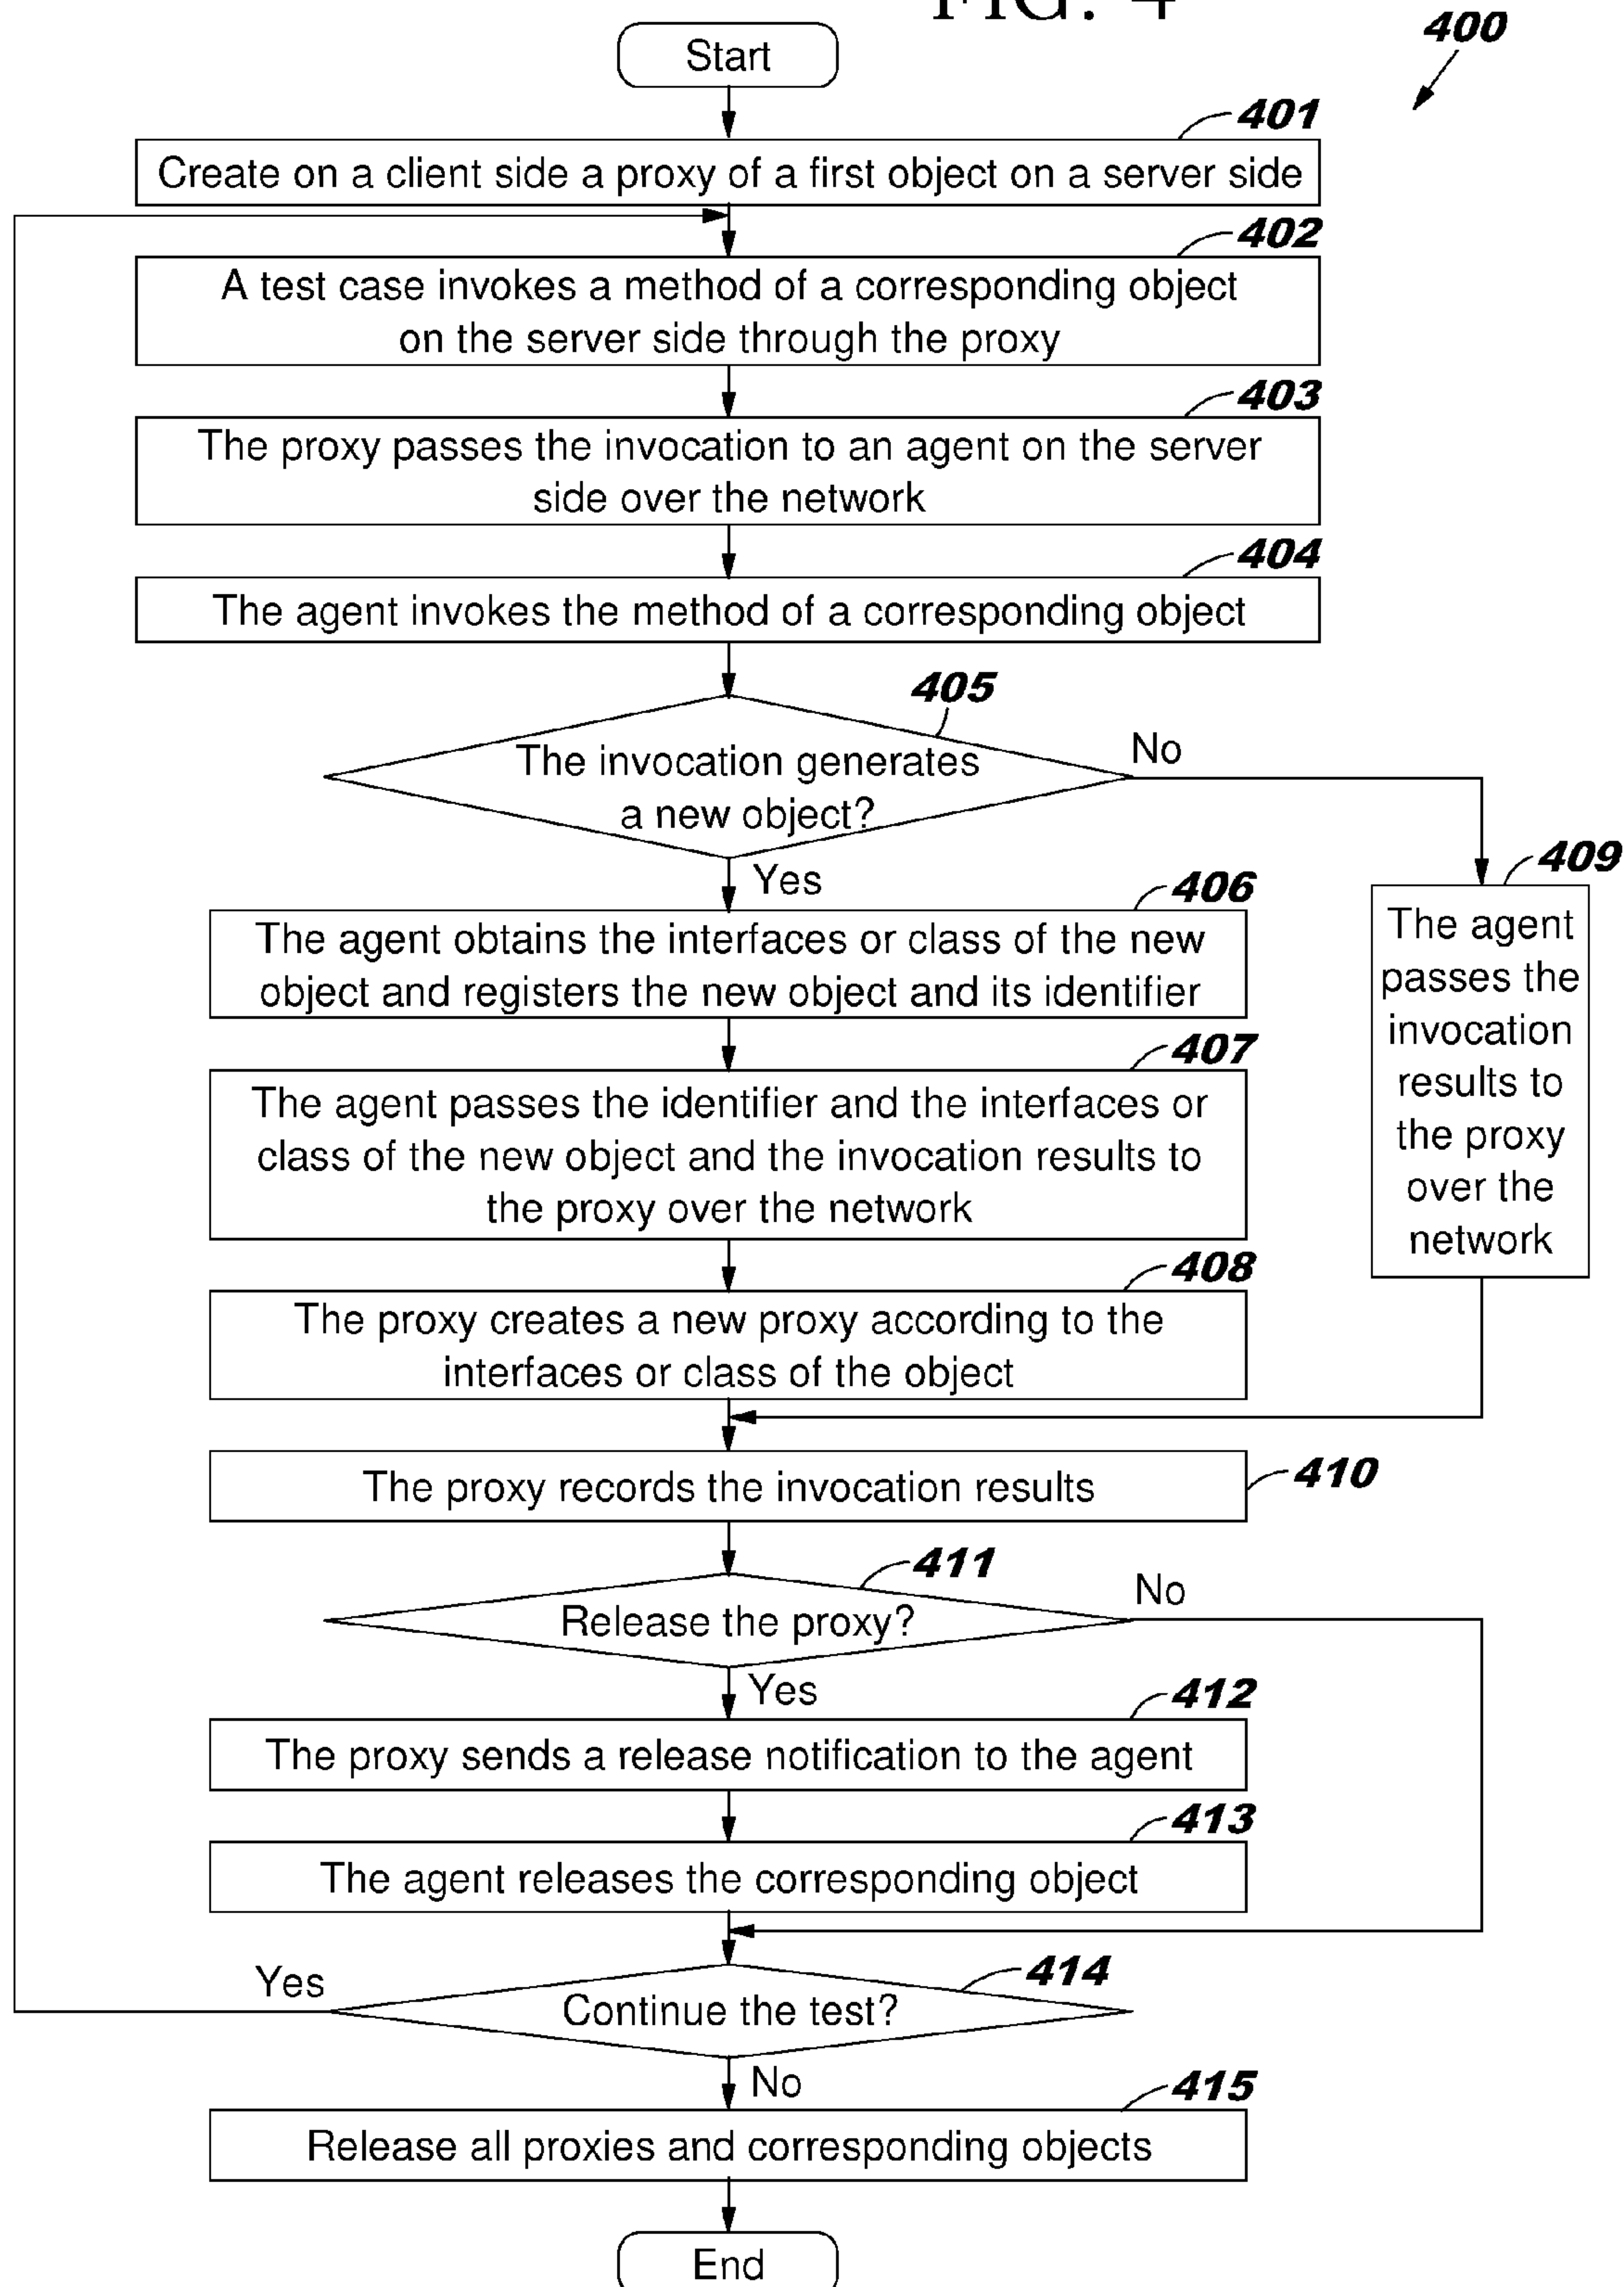 FIG. 4
400
Start
401
Create on a client side a proxy of a first object on a server side
402
A test case invokes a method of a corresponding object
on the server side through the proxy
403
The proxy passes the invocation to an agent on the server
side over the network
404
The agent invokes the method of a corresponding object
405
The invocation generates
a new object?
No
Yes
406
The agent obtains the interfaces or class of the new
object and registers the new object and its identifier
409
The agent
passes the
invocation
results to
the proxy
over the
network
407
The agent passes the identifier and the interfaces or
class of the new object and the invocation results to
the proxy over the network
408
The proxy creates a new proxy according to the
interfaces or class of the object
The proxy records the invocation results
410
411
Release the proxy?
No
Yes
412
The proxy sends a release notification to the agent
413
The agent releases the corresponding object
414
Yes
Continue the test?
No
415
Release all proxies and corresponding objects
End